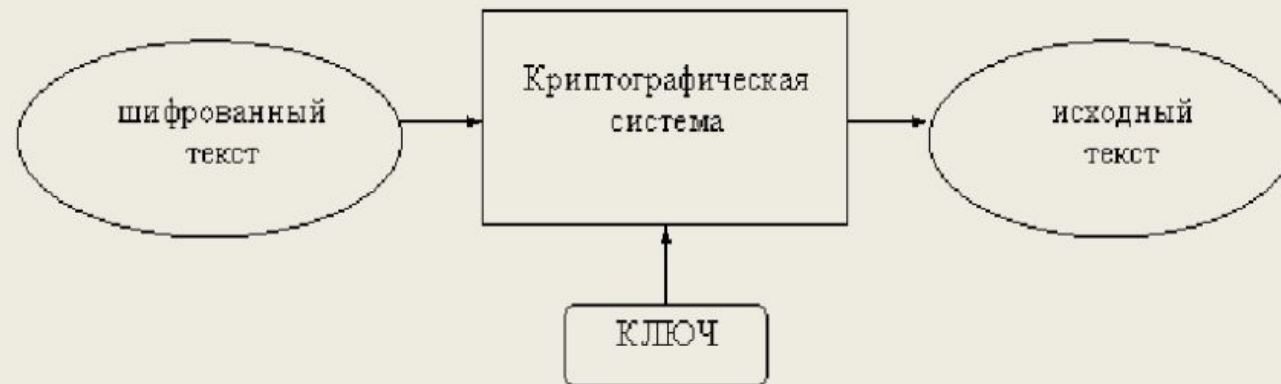 шифрованный
текст
Криптографическая
система
исходный
текст
КЛЮЧ